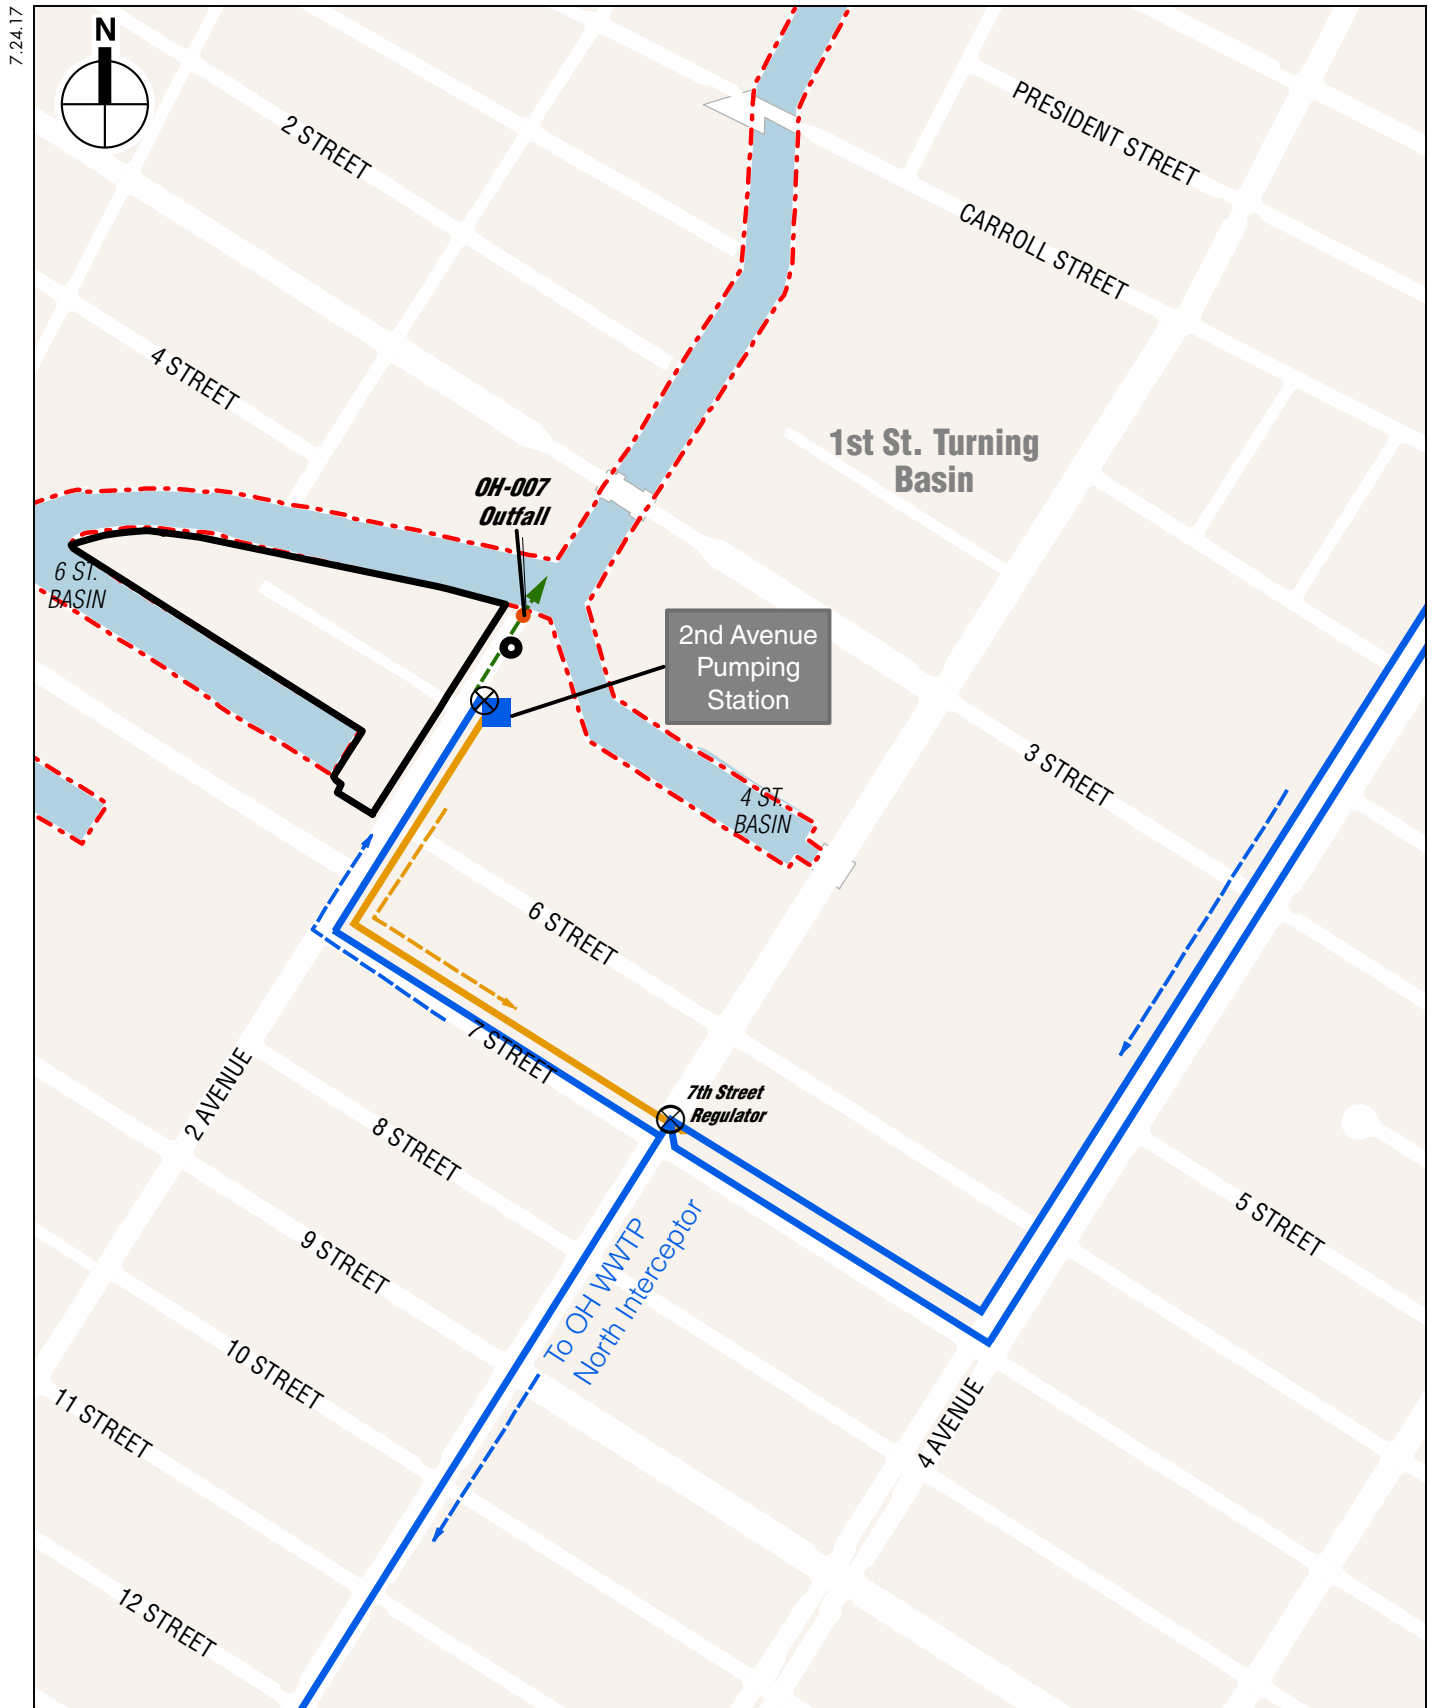 7.24.17
N
PRESIDENT STREET
2 STREET
CARROLL STREET
4 STREET
1st St. Turning
Basin
OH-007
Outfall
6 ST.
BASIN
2nd Avenue
Pumping
Station
3 STREET
4 ST.
BASIN
6 STREET
7 STREET
2 AVENUE
7th Street
Regulator
8 STREET
5 STREET
9 STREET
To OH WWTP
North Interceptor
10 STREET
11 STREET
4 AVENUE
12 STREET